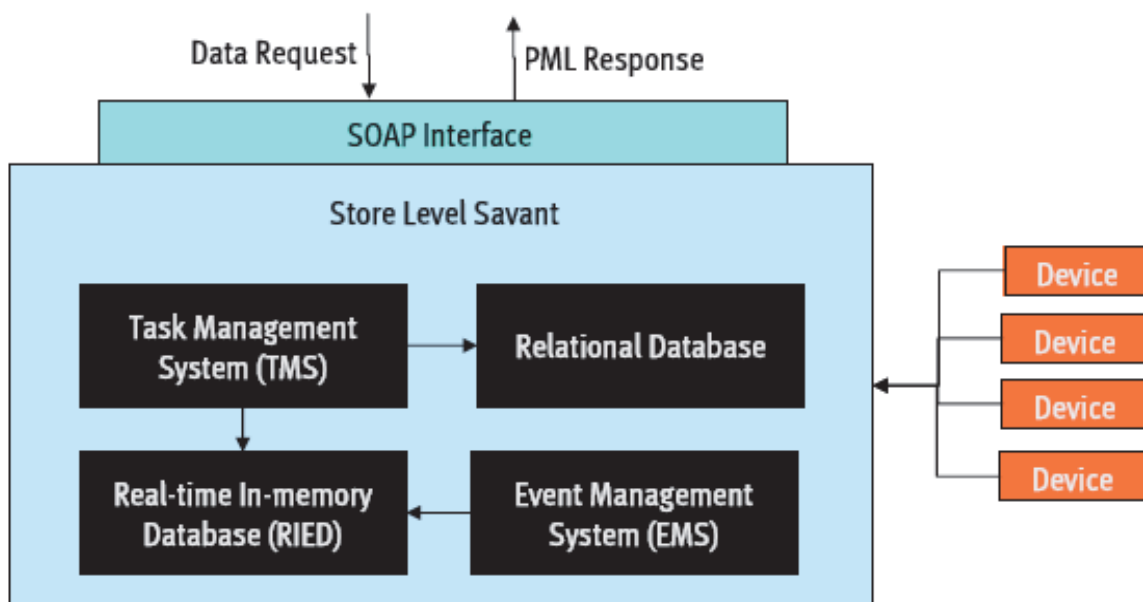 Data Request
PML Response
SOAP Interface
Store Level Savant
Task Management
System (TMS)
Relational Database
Real-time In-memory
Database (RIED)
Event Management
System (EMS)
Device
Device
Device
Device